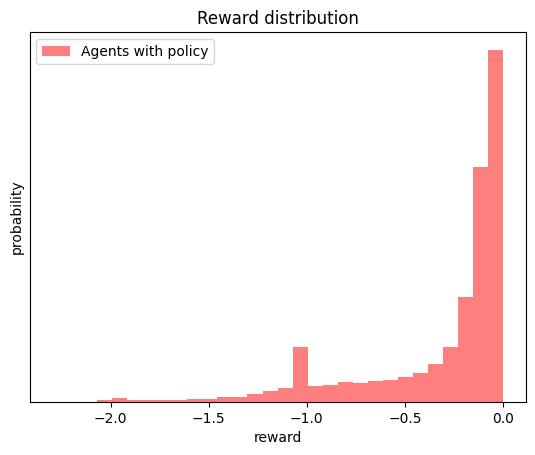 Reward distribution
Agents with policy
probability
−2.0 −1.5 −1.0 −0.5 0.0
reward